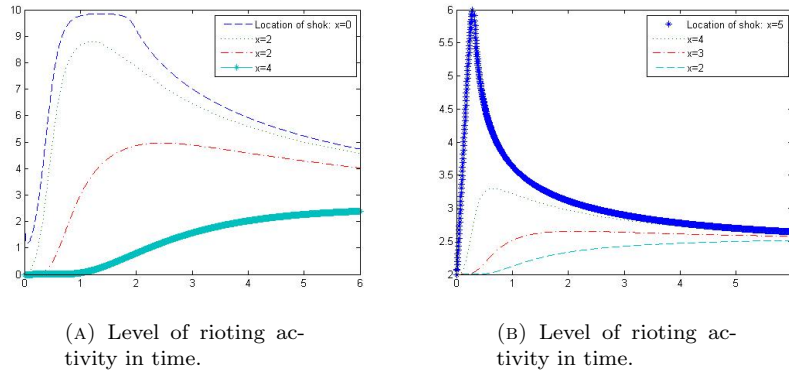 10
9
8
7
6
5
4
3
2
1
0
0 1 2 3 4 5 6
Location of shok: x=0
x=2
x=2
x=4
6
5.5
5
4.5
4
3.5
3
2.5
2
0 1 2 3 4 5
Location of shok: x=5
x=4
x=3
x=2
(A) Level of rioting ac-
tivity in time.
(B) Level of rioting ac-
tivity in time.